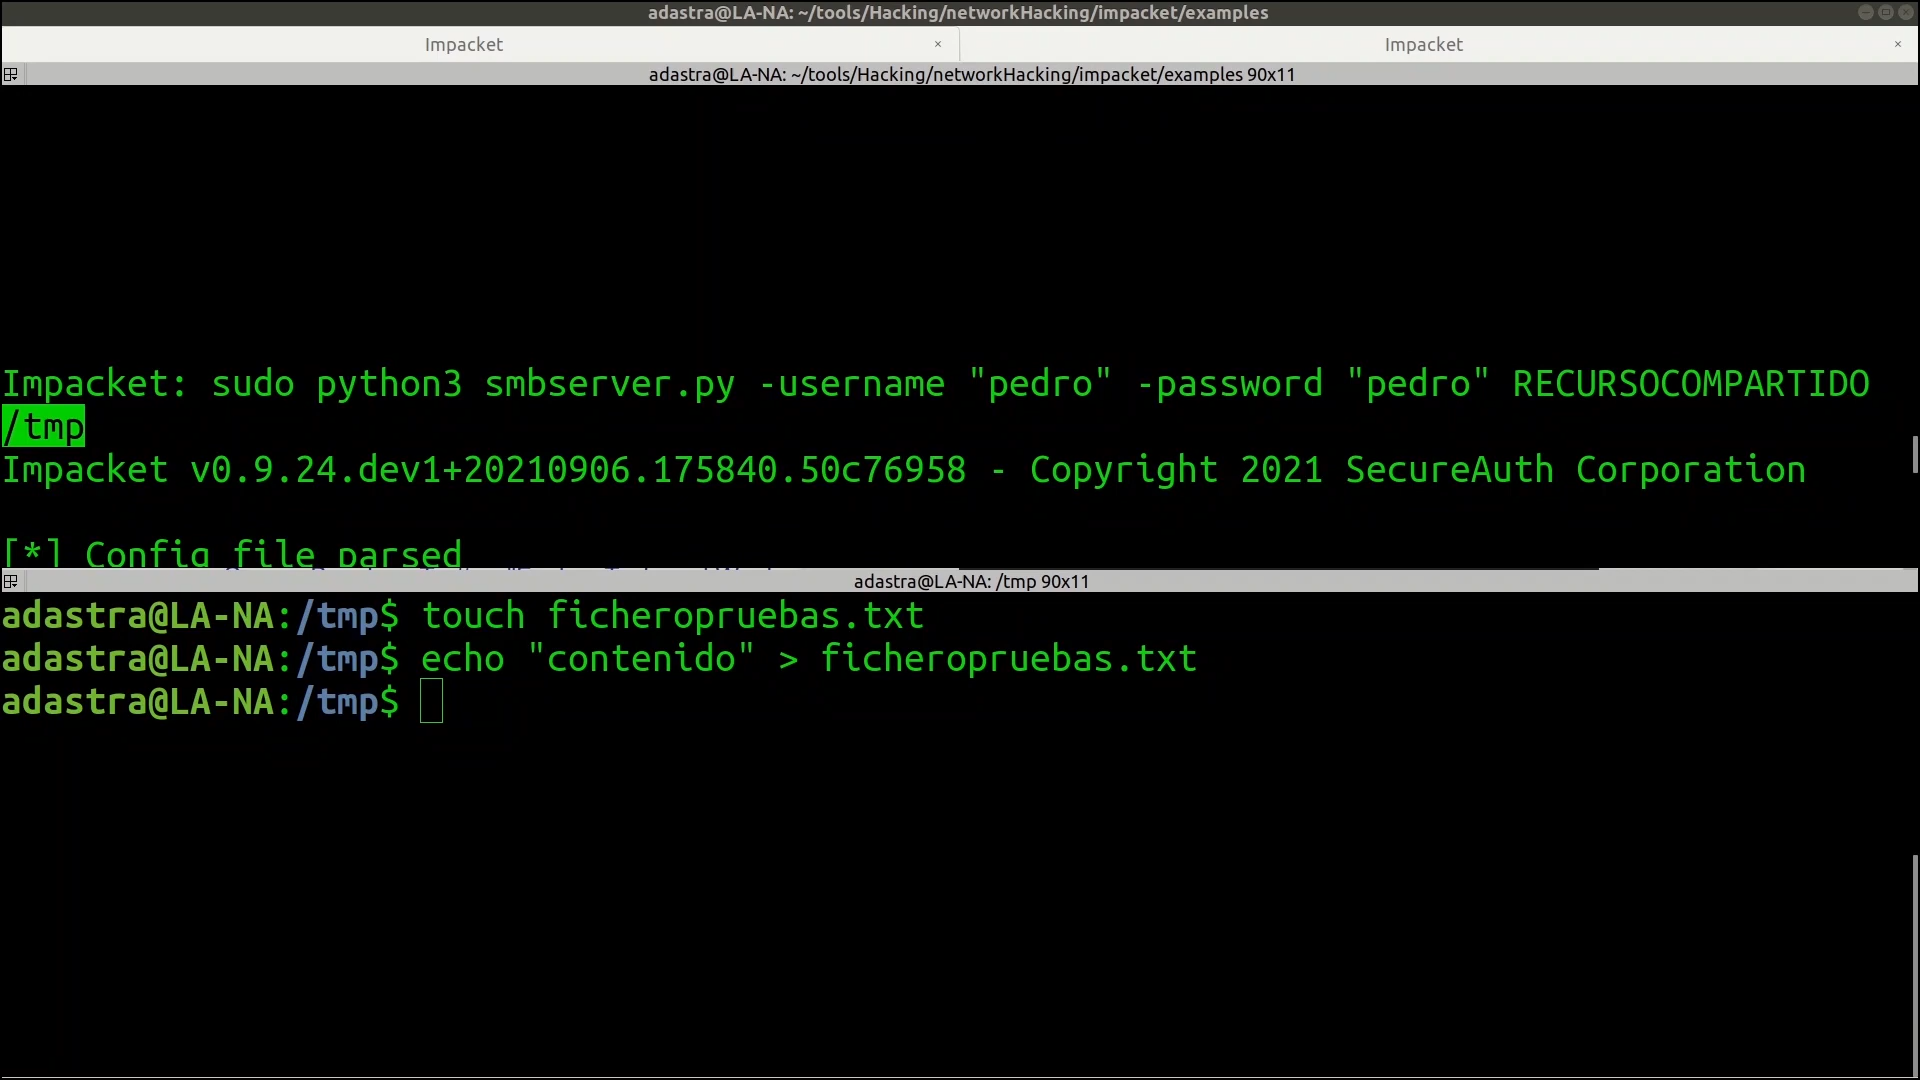 adastra@LA-NA: ~/tools/Hacking/networkHacking/impacket/examples
Impacket × Impacket ×
adastra@LA-NA: ~/tools/Hacking/networkHacking/impacket/examples 90x11
Impacket: sudo python3 smbserver.py -username "pedro" -password "pedro" RECURSOCOMPARTIDO
/tmp
Impacket v0.9.24.dev1+20210906.175840.50c76958 - Copyright 2021 SecureAuth Corporation
[*] Config file parsed
adastra@LA-NA: /tmp 90x11
adastra@LA-NA:/tmp$ touch ficheropruebas.txt
adastra@LA-NA:/tmp$ echo "contenido" > ficheropruebas.txt
adastra@LA-NA:/tmp$